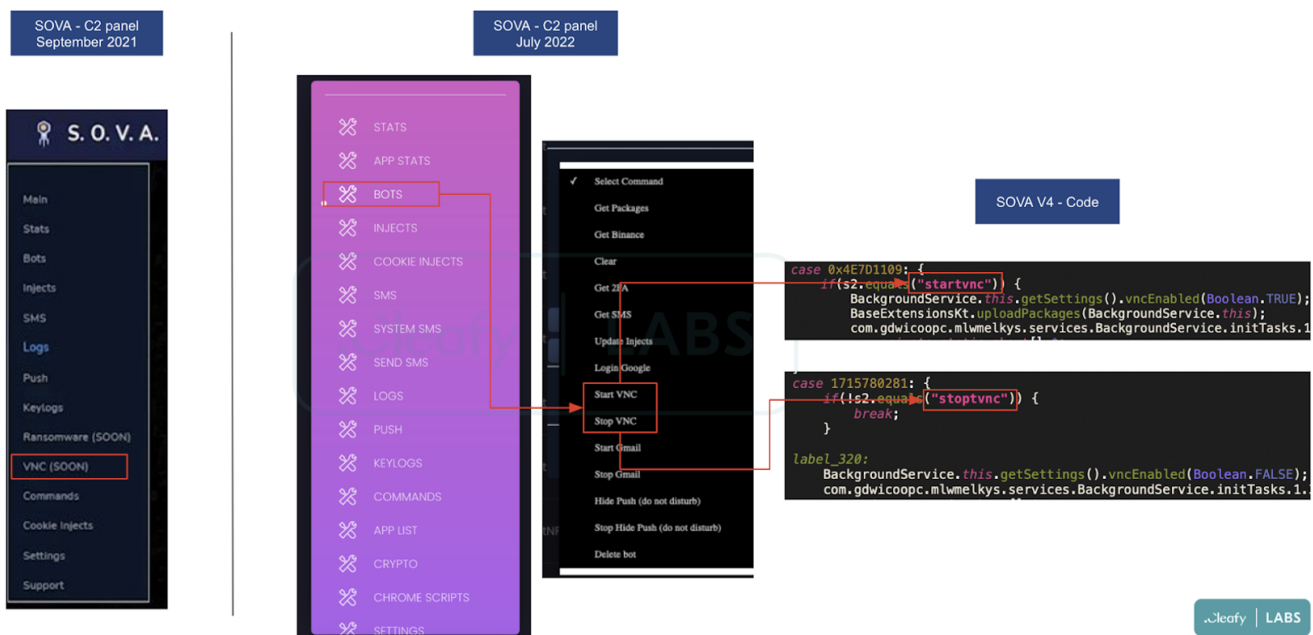 SOVA - C2 panel
September 2021
S. O. V. A.
Main
Stats
Bots
Injects
SMS
Logs
Push
Keylogs
Ransomware (SOON)
VNC (SOON)
Commands
Cookie Injects
Settings
Support
SOVA - C2 panel
July 2022
STATS
APP STATS
BOTS
INJECTS
COOKIE INJECTS
SMS
SYSTEM SMS
SEND SMS
LOGS
PUSH
KEYLOGS
COMMANDS
APP LIST
CRYPTO
CHROME SCRIPTS
SETTINGS
✓ Select Command
Get Packages
Get Binance
Clear
Get 2FA
Get SMS
Update Injects
Login Google
Start VNC
Stop VNC
Start Gmail
Stop Gmail
Hide Push (do not disturb)
Stop Hide Push (do not disturb)
Delete bot
SOVA V4 - Code
case 0x4E7D1109: {
if(s2.equals("startvnc")) {
BackgroundService.this.getSettings().vncEnabled(Boolean.TRUE);
BaseExtensionsKt.uploadPackages(BackgroundService.this);
com.gdwicoopc.mlwmelkys.services.BackgroundService.initTasks.1
case 1715780281: {
if(!s2.equals("stoptvnc")) {
break;
}
label_320:
BackgroundService.this.getSettings().vncEnabled(Boolean.FALSE);
com.gdwicoopc.mlwmelkys.services.BackgroundService.initTasks.1.
Cleafy LABS
.Cleafy | LABS